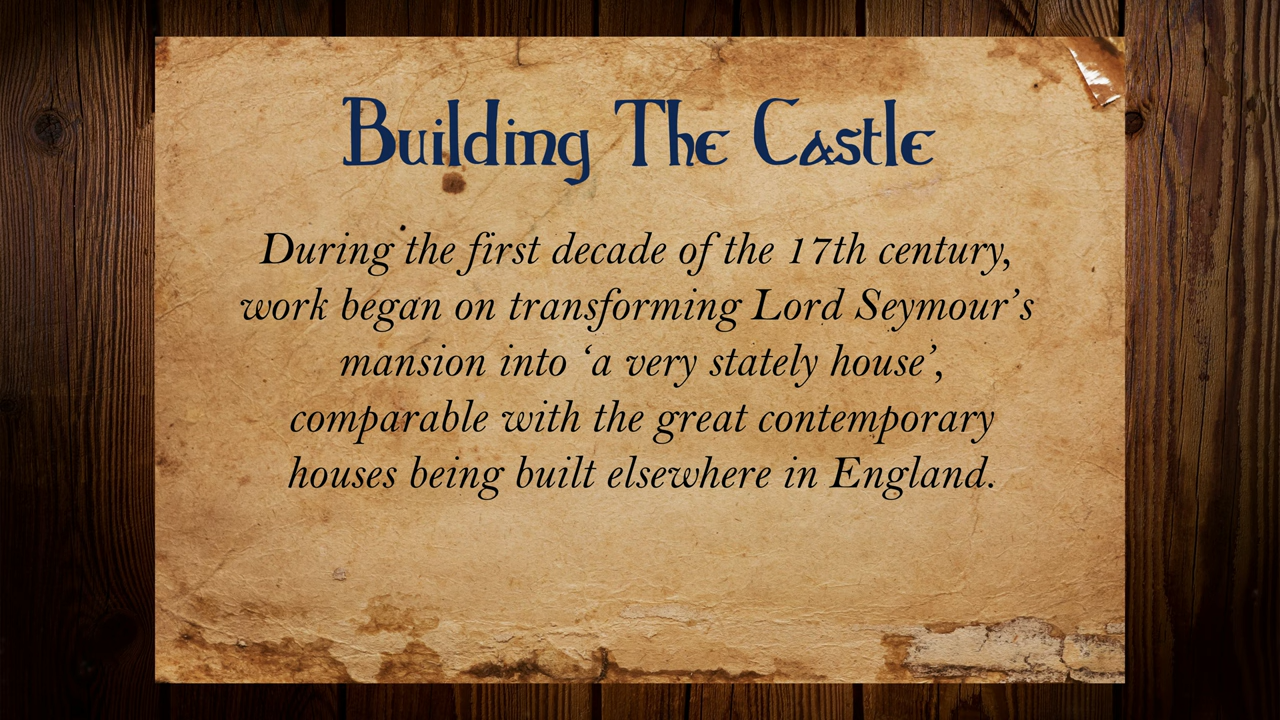 Building The Castle
During the first decade of the 17th century,
work began on transforming Lord Seymour’s
mansion into ‘a very stately house’,
comparable with the great contemporary
houses being built elsewhere in England.